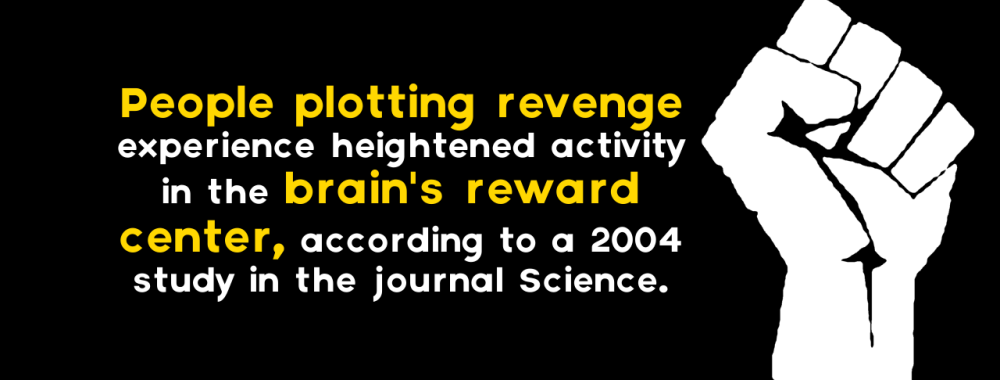 People plotting revenge
experience heightened activity
in the brain's reward
center, according to a 2004
study in the journal Science.